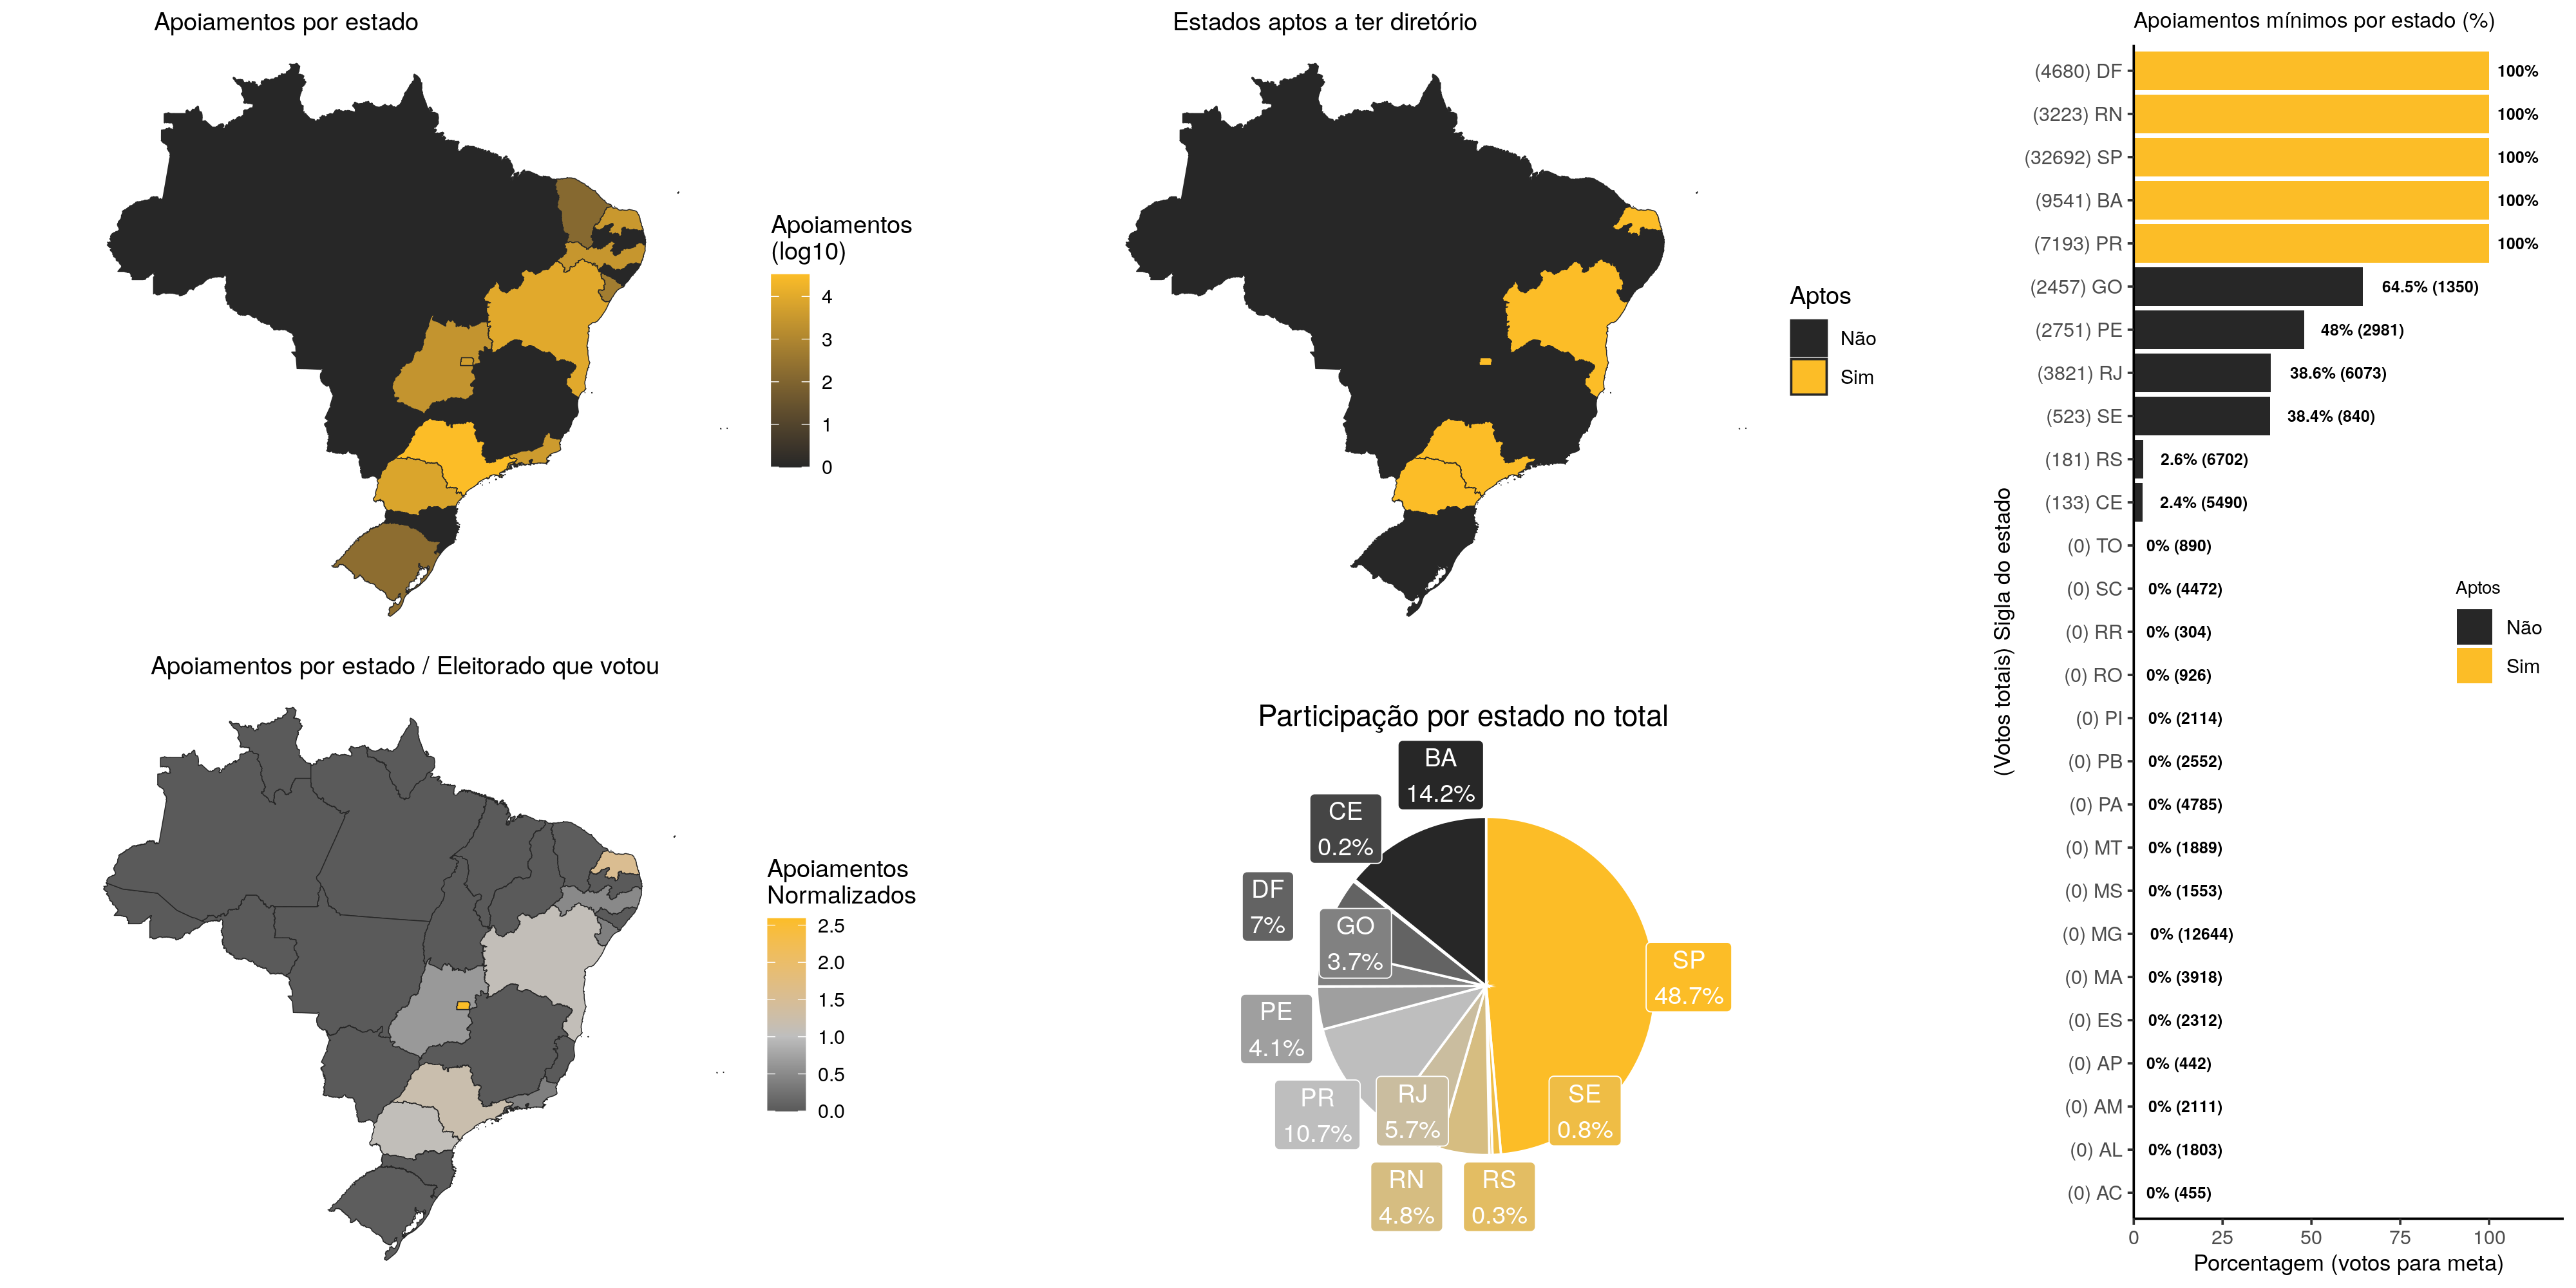 Apoiamentos por estado
Apoiamentos
(log10)
4
3
2
1
0
Estados aptos a ter diretório
Aptos
Não
Sim
Apoiamentos por estado / Eleitorado que votou
Apoiamentos
Normalizados
2.5
2.0
1.5
1.0
0.5
0.0
Participação por estado no total
BA
14.2%
CE
0.2%
DF
7%
GO
3.7%
PE
4.1%
PR
10.7%
RJ
5.7%
RN
4.8%
RS
0.3%
SE
0.8%
SP
48.7%
Apoiamentos mínimos por estado (%)
(Votos totais) Sigla do estado
(4680) DF 100%
(3223) RN 100%
(32692) SP 100%
(9541) BA 100%
(7193) PR 100%
(2457) GO 64.5% (1350)
(2751) PE 48% (2981)
(3821) RJ 38.6% (6073)
(523) SE 38.4% (840)
(181) RS 2.6% (6702)
(133) CE 2.4% (5490)
(0) TO 0% (890)
(0) SC 0% (4472)
(0) RR 0% (304)
(0) RO 0% (926)
(0) PI 0% (2114)
(0) PB 0% (2552)
(0) PA 0% (4785)
(0) MT 0% (1889)
(0) MS 0% (1553)
(0) MG 0% (12644)
(0) MA 0% (3918)
(0) ES 0% (2312)
(0) AP 0% (442)
(0) AM 0% (2111)
(0) AL 0% (1803)
(0) AC 0% (455)
Aptos
Não
Sim
0 25 50 75 100
Porcentagem (votos para meta)